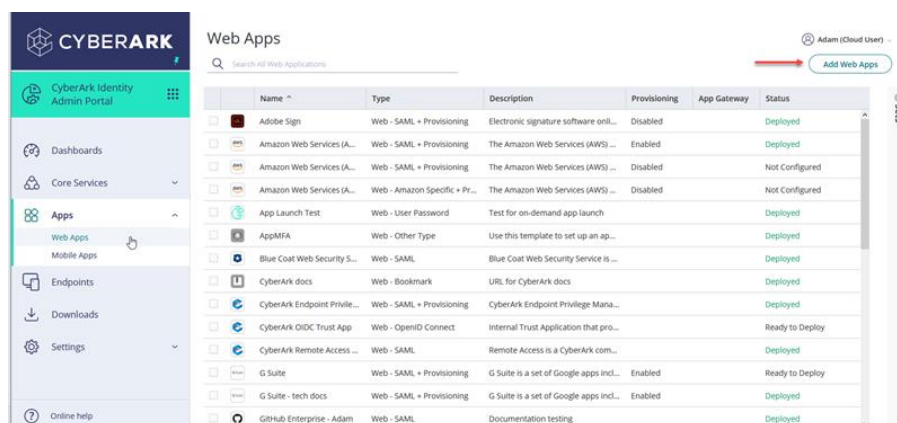 CYBERARK
CyberArk Identity
Admin Portal
Dashboards
Core Services
Apps
Web Apps
Mobile Apps
Endpoints
Downloads
Settings
Online help
Web Apps
Adam (Cloud User)
Search All Web Applications
Add Web Apps
Name Type Description Provisioning App Gateway Status
Adobe Sign Web - SAML + Provisioning Electronic signature software onli... Disabled Deployed
Amazon Web Services (A... Web - SAML + Provisioning The Amazon Web Services (AWS) ... Enabled Deployed
Amazon Web Services (A... Web - SAML + Provisioning The Amazon Web Services (AWS) ... Disabled Not Configured
Amazon Web Services (A... Web - Amazon Specific + Pr... The Amazon Web Services (AWS) ... Disabled Not Configured
App Launch Test Web - User Password Test for on-demand app launch Deployed
AppMFA Web - Other Type Use this template to set up an ap... Deployed
Blue Coat Web Security S... Web - SAML Blue Coat Web Security Service is ... Deployed
CyberArk docs Web - Bookmark URL for CyberArk docs Deployed
CyberArk Endpoint Privile... Web - SAML + Provisioning CyberArk Endpoint Privilege Mana... Deployed
CyberArk OIDC Trust App Web - OpenID Connect Internal Trust Application that pro... Ready to Deploy
CyberArk Remote Access ... Web - SAML Remote Access is a CyberArk com... Deployed
G Suite Web - SAML + Provisioning G Suite is a set of Google apps incl... Enabled Ready to Deploy
G Suite - tech docs Web - SAML + Provisioning G Suite is a set of Google apps incl... Enabled Deployed
GitHub Enterprise - Adam Web - SAML Documentation testing Deployed